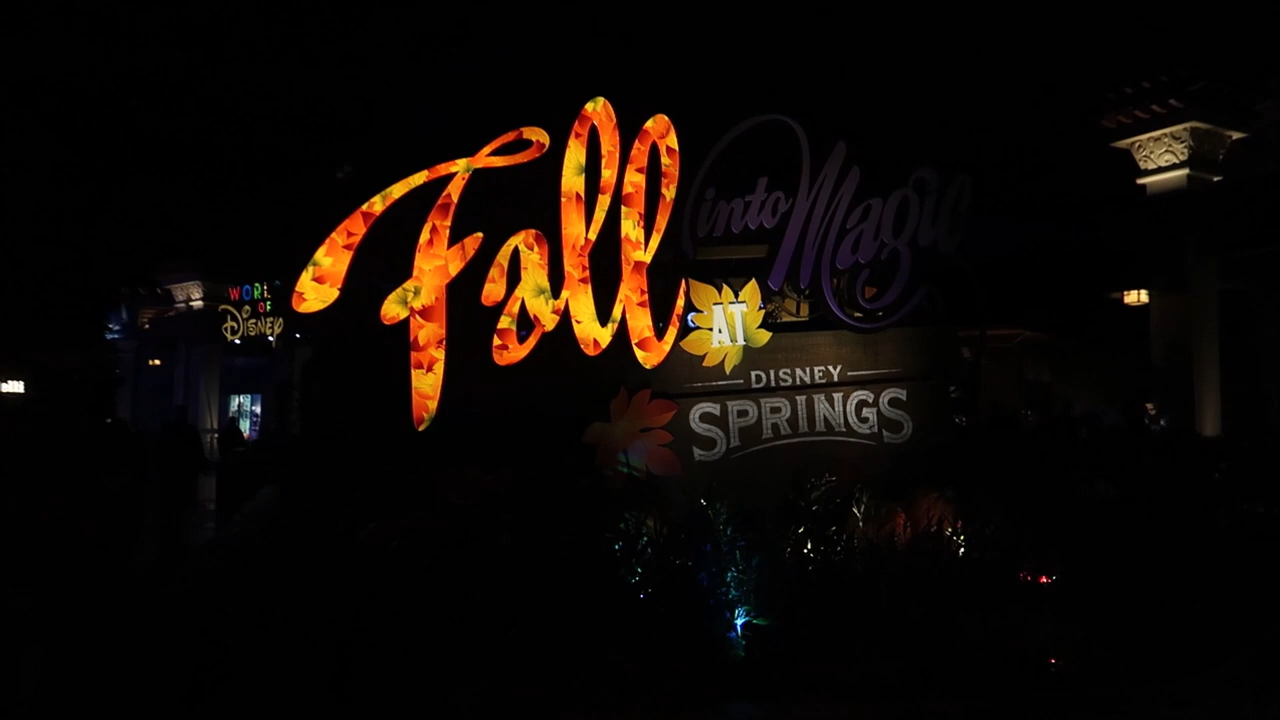 Fall
into Magic
AT
DISNEY
SPRINGS
WORLD
OF
DISNEY